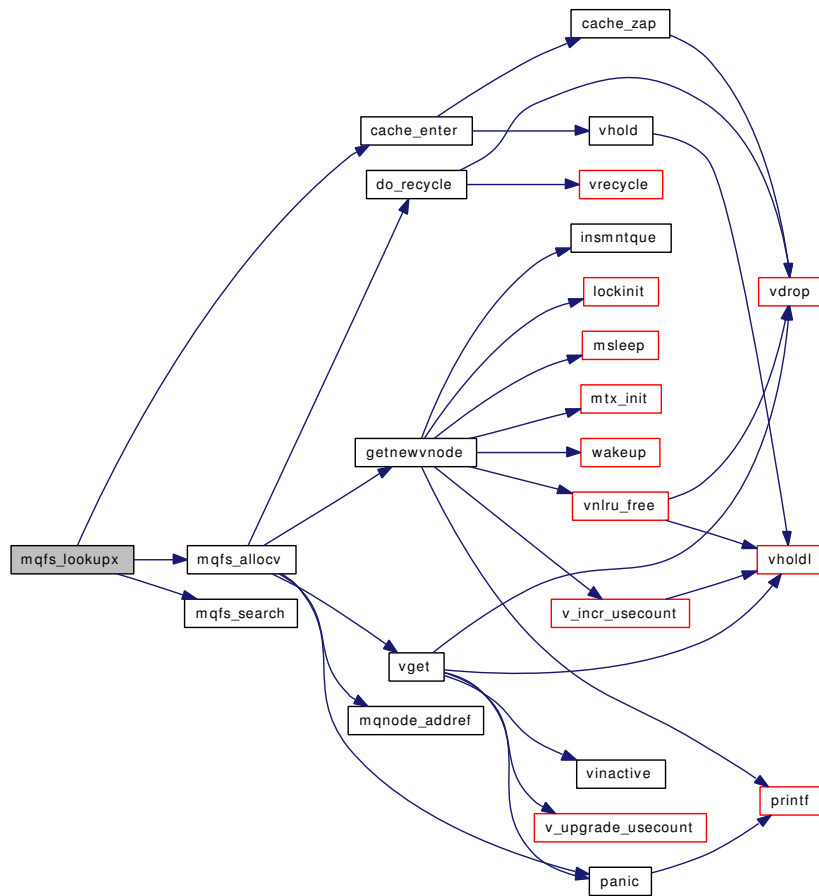 cache_zap
cache_enter
vhold
do_recycle
vrecycle
insmntque
lockinit
vdrop
msleep
mtx_init
getnewvnode
wakeup
vnlru_free
mqfs_lookupx
mqfs_allocv
vholdl
mqfs_search
v_incr_usecount
vget
mqnode_addref
vinactive
printf
v_upgrade_usecount
panic